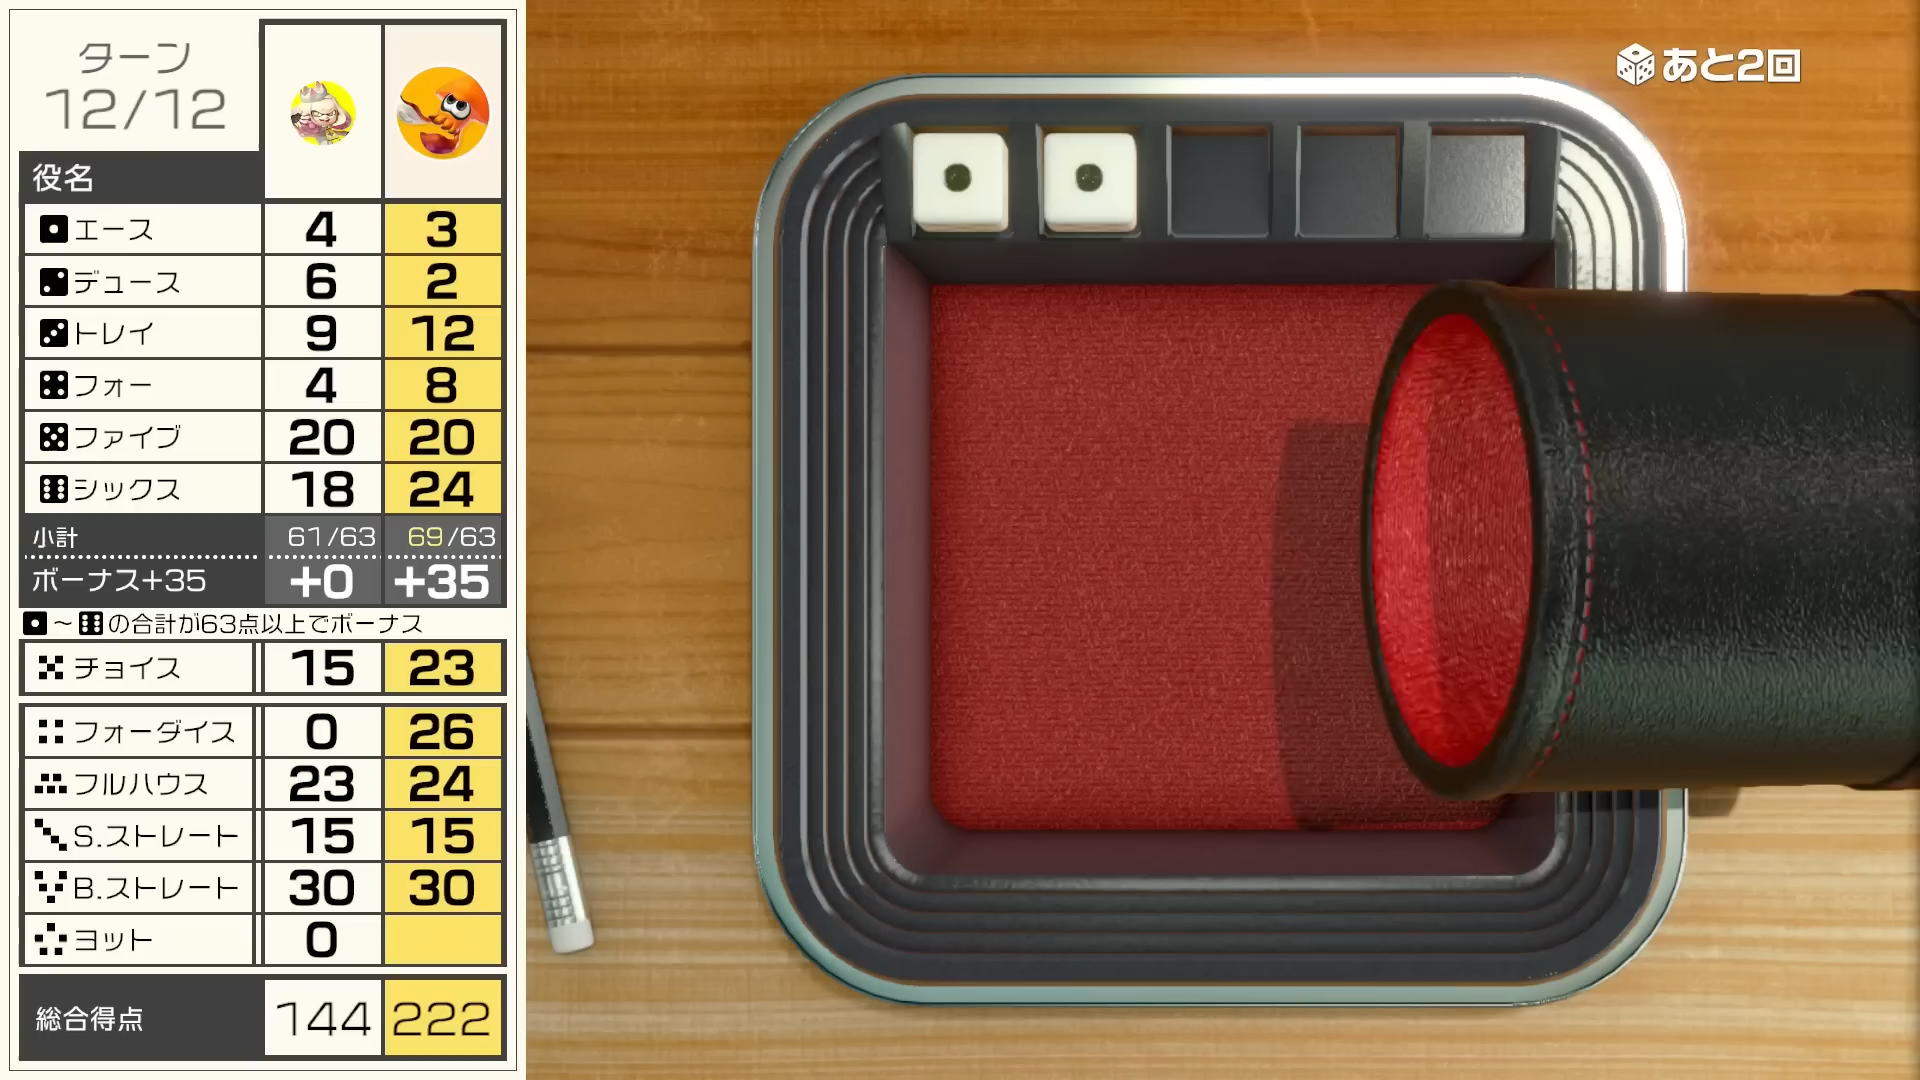 ターン
12/12
役名
エース 4 3
デュース 6 2
トレイ 9 12
フォー 4 8
ファイブ 20 20
シックス 18 24
小計 61/63 69/63
ボーナス+35 +0 +35
～の合計が63点以上でボーナス
チョイス 15 23
フォーダイス 0 26
フルハウス 23 24
S.ストレート 15 15
B.ストレート 30 30
ヨット 0
総合得点 144 222
あと2回